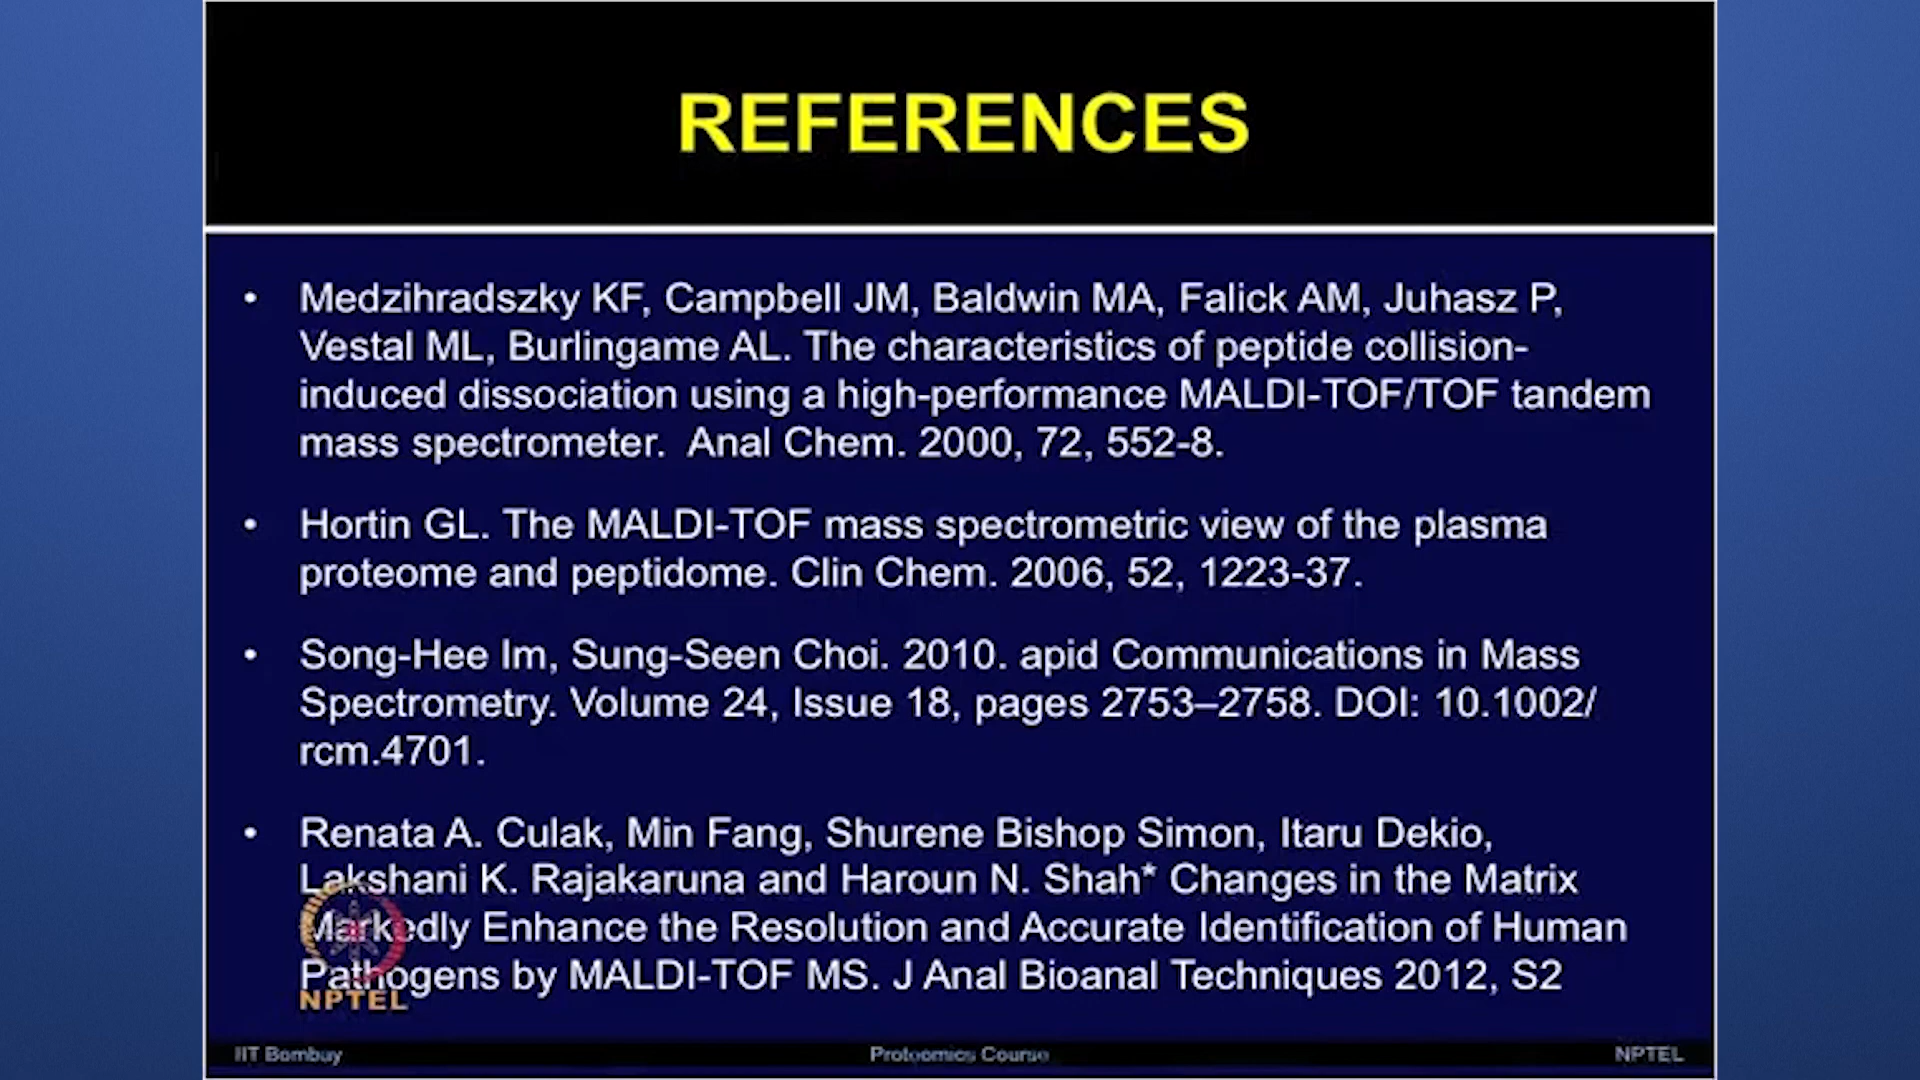 REFERENCES
• Medzihradszky KF, Campbell JM, Baldwin MA, Falick AM, Juhasz P,
Vestal ML, Burlingame AL. The characteristics of peptide collision-
induced dissociation using a high-performance MALDI-TOF/TOF tandem
mass spectrometer. Anal Chem. 2000, 72, 552-8.
• Hortin GL. The MALDI-TOF mass spectrometric view of the plasma
proteome and peptidome. Clin Chem. 2006, 52, 1223-37.
• Song-Hee Im, Sung-Seen Choi. 2010. apid Communications in Mass
Spectrometry. Volume 24, Issue 18, pages 2753–2758. DOI: 10.1002/
rcm.4701.
• Renata A. Culak, Min Fang, Shurene Bishop Simon, Itaru Dekio,
Lakshani K. Rajakaruna and Haroun N. Shah* Changes in the Matrix
Markedly Enhance the Resolution and Accurate Identification of Human
Pathogens by MALDI-TOF MS. J Anal Bioanal Techniques 2012, S2
NPTEL
IIT Bombay Proteomics Course NPTEL